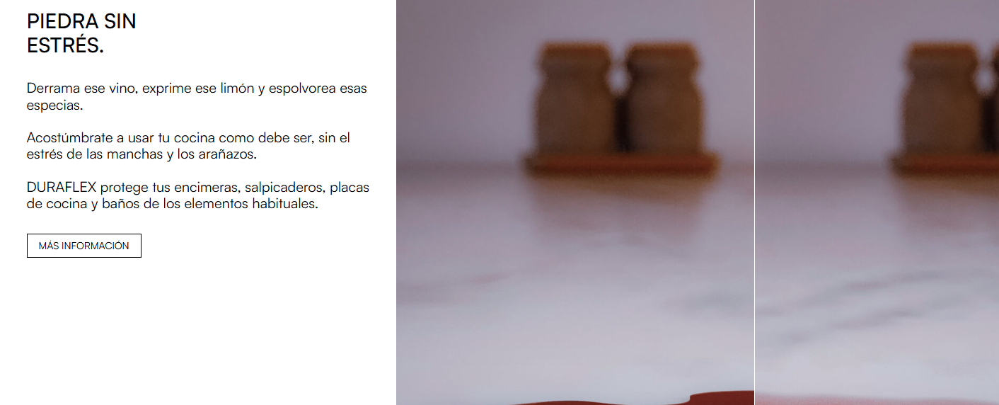 PIEDRA SIN
ESTRÉS.
Derrama ese vino, exprime ese limón y espolvorea esas
especias.
Acostúmbrate a usar tu cocina como debe ser, sin el
estrés de las manchas y los arañazos.
DURAFLEX protege tus encimeras, salpicaderos, placas
de cocina y baños de los elementos habituales.
MÁS INFORMACIÓN